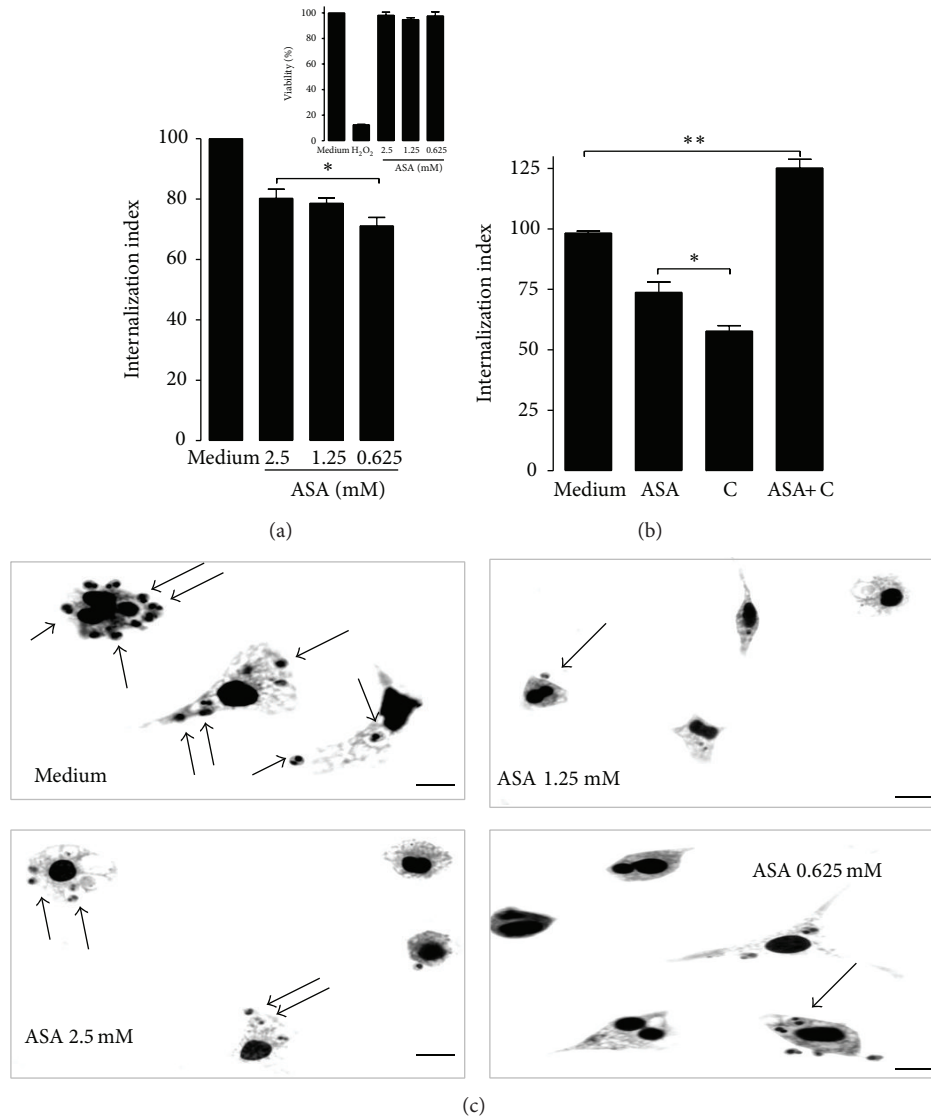 100
80
60
40
20
0
Viability (%)
Medium H₂O₂ 2.5 1.25 0.625
ASA (mM)
100
80
60
40
20
0
Internalization index
*
Medium 2.5 1.25 0.625
ASA (mM)
(a)
125
100
75
50
25
0
Internalization index
**
*
Medium ASA C ASA+ C
(b)
Medium
ASA 1.25 mM
ASA 2.5 mM
ASA 0.625 mM
(c)